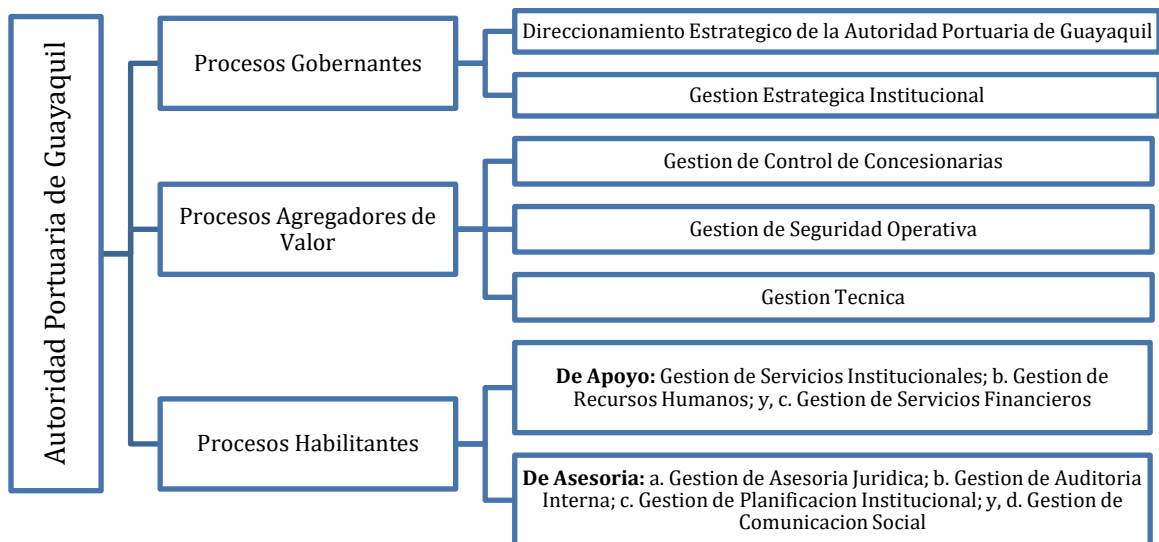 Autoridad Portuaria de Guayaquil
Procesos Gobernantes
Direccionamiento Estrategico de la Autoridad Portuaria de Guayaquil
Gestion Estrategica Institucional
Procesos Agregadores de
Valor
Gestion de Control de Concesionarias
Gestion de Seguridad Operativa
Gestion Tecnica
Procesos Habilitantes
De Apoyo: Gestion de Servicios Institucionales; b. Gestion de
Recursos Humanos; y, c. Gestion de Servicios Financieros
De Asesoria: a. Gestion de Asesoria Juridica; b. Gestion de Auditoria
Interna; c. Gestion de Planificacion Institucional; y, d. Gestion de
Comunicacion Social